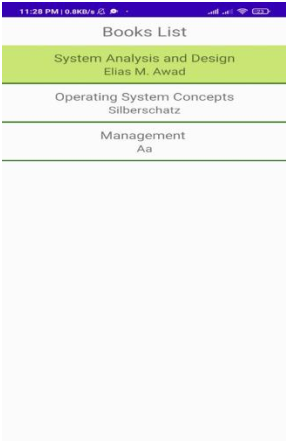 11:28 PM | 0.8KB/s
Books List
System Analysis and Design
Elias M. Awad
Operating System Concepts
Silberschatz
Management
Aa